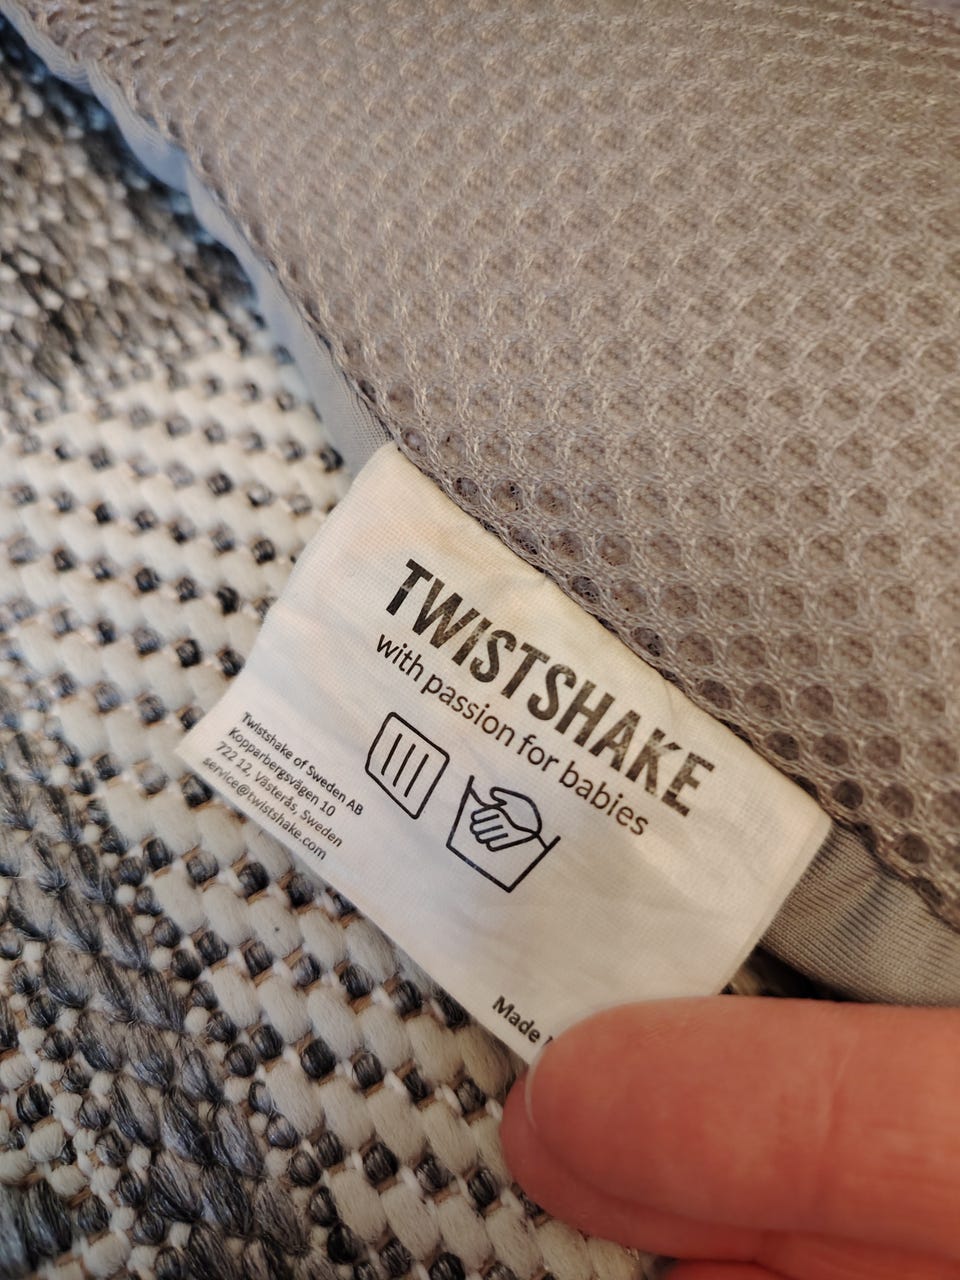 TWISTSHAKE
with passion for babies
Twistshake of Sweden AB
Kopparbergsvägen 10
722 12, Västerås, Sweden
service@twistshake.com
Made